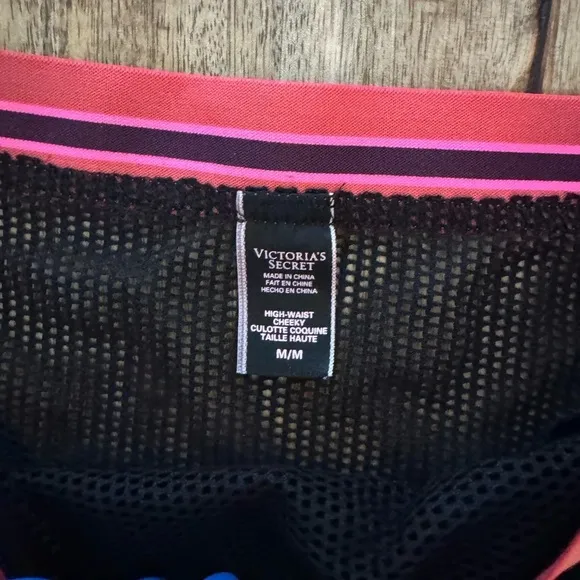 VICTORIA'S
SECRET
MADE IN CHINA
FAIT EN CHINE
HECHO EN CHINA
HIGH-WAIST
CHEEKY
CULOTTE COQUINE
TAILLE HAUTE
M/M